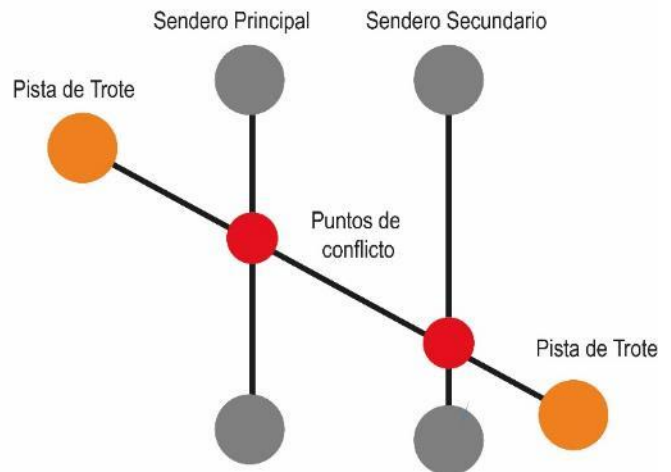 Sendero Principal
Sendero Secundario
Pista de Trote
Puntos de
conflicto
Pista de Trote